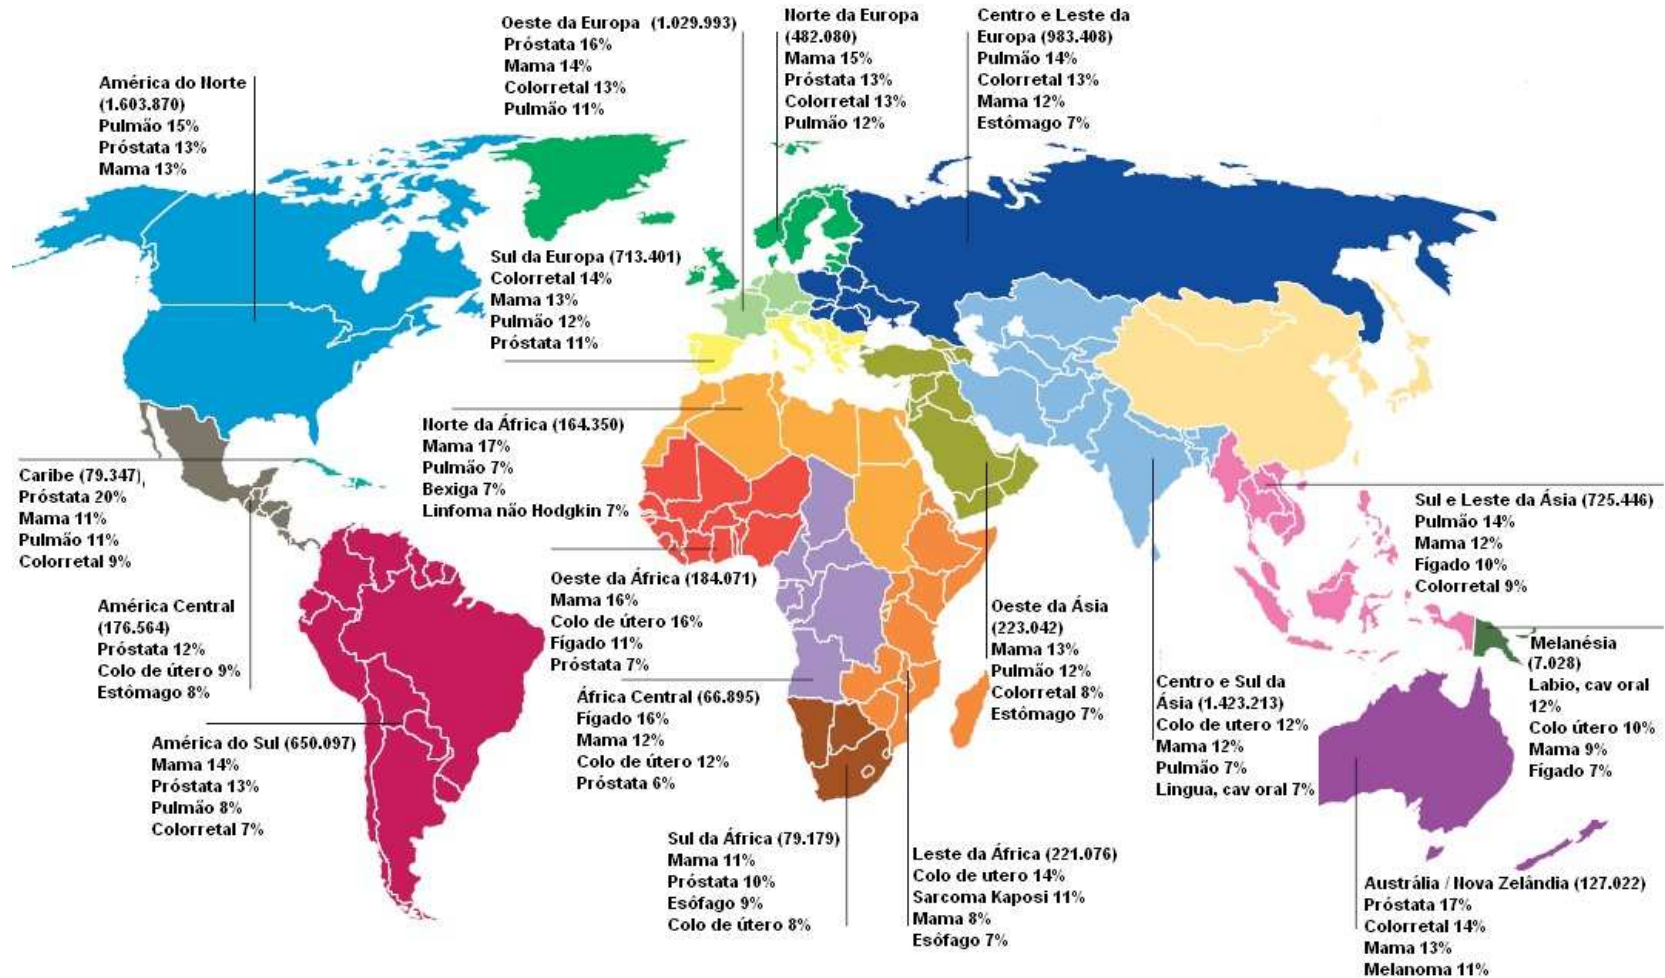 Oeste da Europa (1.029.993)
Próstata 16%
Mama 14%
Colorretal 13%
Pulmão 11%
Norte da Europa
(482.080)
Mama 15%
Próstata 13%
Colorretal 13%
Pulmão 12%
Centro e Leste da
Europa (983.408)
Pulmão 14%
Colorretal 13%
Mama 12%
Estômago 7%
América do Norte
(1.603.870)
Pulmão 15%
Próstata 13%
Mama 13%
Sul da Europa (713.401)
Colorretal 14%
Mama 13%
Pulmão 12%
Próstata 11%
Norte da África (164.350)
Mama 17%
Pulmão 7%
Bexiga 7%
Linfoma não Hodgkin 7%
Caribe (79.347),
Próstata 20%
Mama 11%
Pulmão 11%
Colorretal 9%
Sul e Leste da Ásia (725.446)
Pulmão 14%
Mama 12%
Fígado 10%
Colorretal 9%
América Central
(176.564)
Próstata 12%
Colo de útero 9%
Estômago 8%
Oeste da África (184.071)
Mama 16%
Colo de útero 16%
Fígado 11%
Próstata 7%
Oeste da Ásia
(223.042)
Mama 13%
Pulmão 12%
Colorretal 8%
Estômago 7%
Melanésia
(7.028)
Labio, cav oral
12%
Colo útero 10%
Mama 9%
Fígado 7%
África Central (66.895)
Fígado 16%
Mama 12%
Colo de útero 12%
Próstata 6%
Centro e Sul da
Ásia (1.423.213)
Colo de utero 12%
Mama 12%
Pulmão 7%
Lingua, cav oral 7%
América do Sul (650.097)
Mama 14%
Próstata 13%
Pulmão 8%
Colorretal 7%
Sul da África (79.179)
Mama 11%
Próstata 10%
Esófago 9%
Colo de útero 8%
Leste da África (221.076)
Colo de utero 14%
Sarcoma Kaposi 11%
Mama 8%
Esôfago 7%
Austrália / Nova Zelândia (127.022)
Próstata 17%
Colorretal 14%
Mama 13%
Melanoma 11%